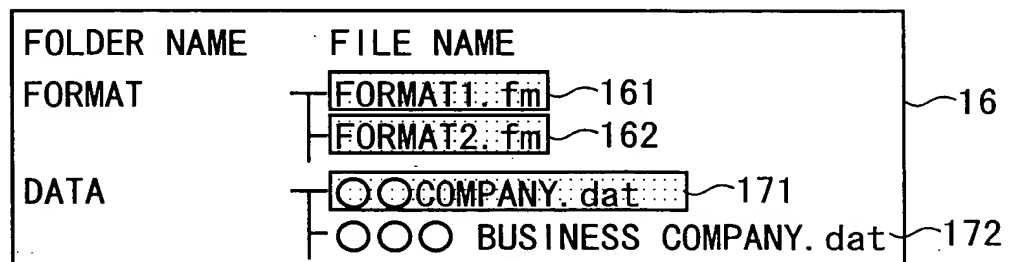 FOLDER NAME FILE NAME
FORMAT FORMAT1.fm 161
16
FORMAT2.fm 162
DATA ○○COMPANY.dat 171
○○○ BUSINESS COMPANY.dat 172